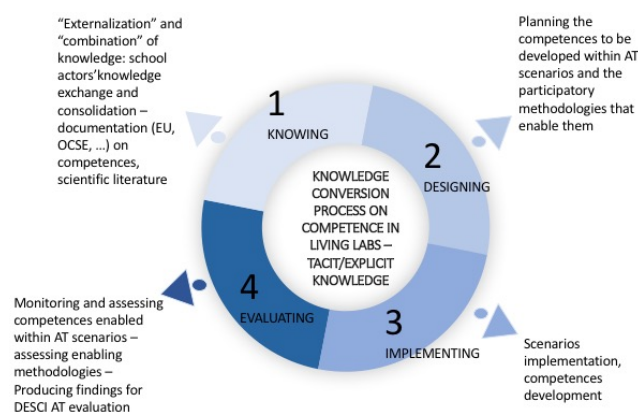 “Externalization” and
“combination” of
knowledge: school
actors’knowledge
exchange and
consolidation –
documentation (EU,
OCSE, ...) on
competences,
scientific literature
Planning the
competences to be
developed within AT
scenarios and the
participatory
methodologies that
enable them
1
KNOWING
2
DESIGNING
KNOWLEDGE
CONVERSION
PROCESS ON
COMPETENCE IN
LIVING LABS –
TACIT/EXPLICIT
KNOWLEDGE
4
EVALUATING
3
IMPLEMENTING
Monitoring and assessing
competences enabled
within AT scenarios –
assessing enabling
methodologies –
Producing findings for
DESCI AT evaluation
Scenarios
implementation,
competences
development